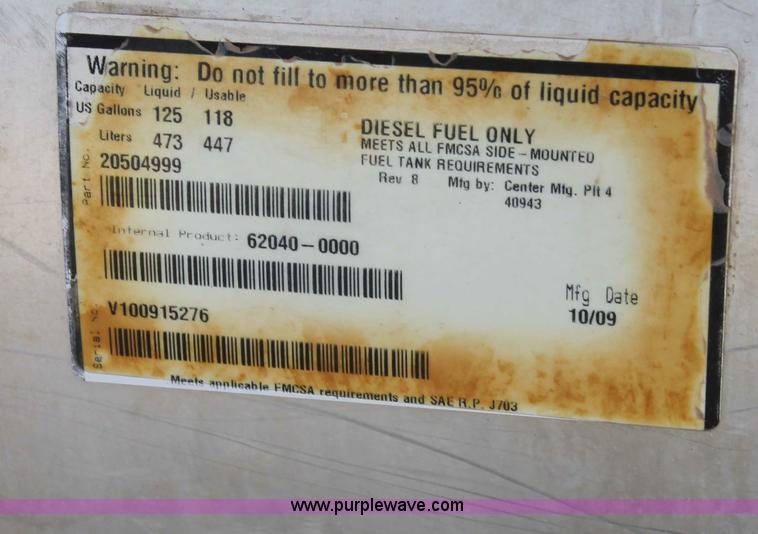 Warning: Do not fill to more than 95% of liquid capacity
Capacity Liquid / Usable
US Gallons 125 118
Liters 473 447
DIESEL FUEL ONLY
MEETS ALL FMCSA SIDE-MOUNTED
FUEL TANK REQUIREMENTS
Rev 8 Mfg by: Center Mfg. Plt 4
40943
Part No.
20504999
Internal Product: 62040-0000
Mfg Date
10/09
Serial No.
V100915276
Meets applicable FMCSA requirements and SAE R.P. J703
www.purplewave.com